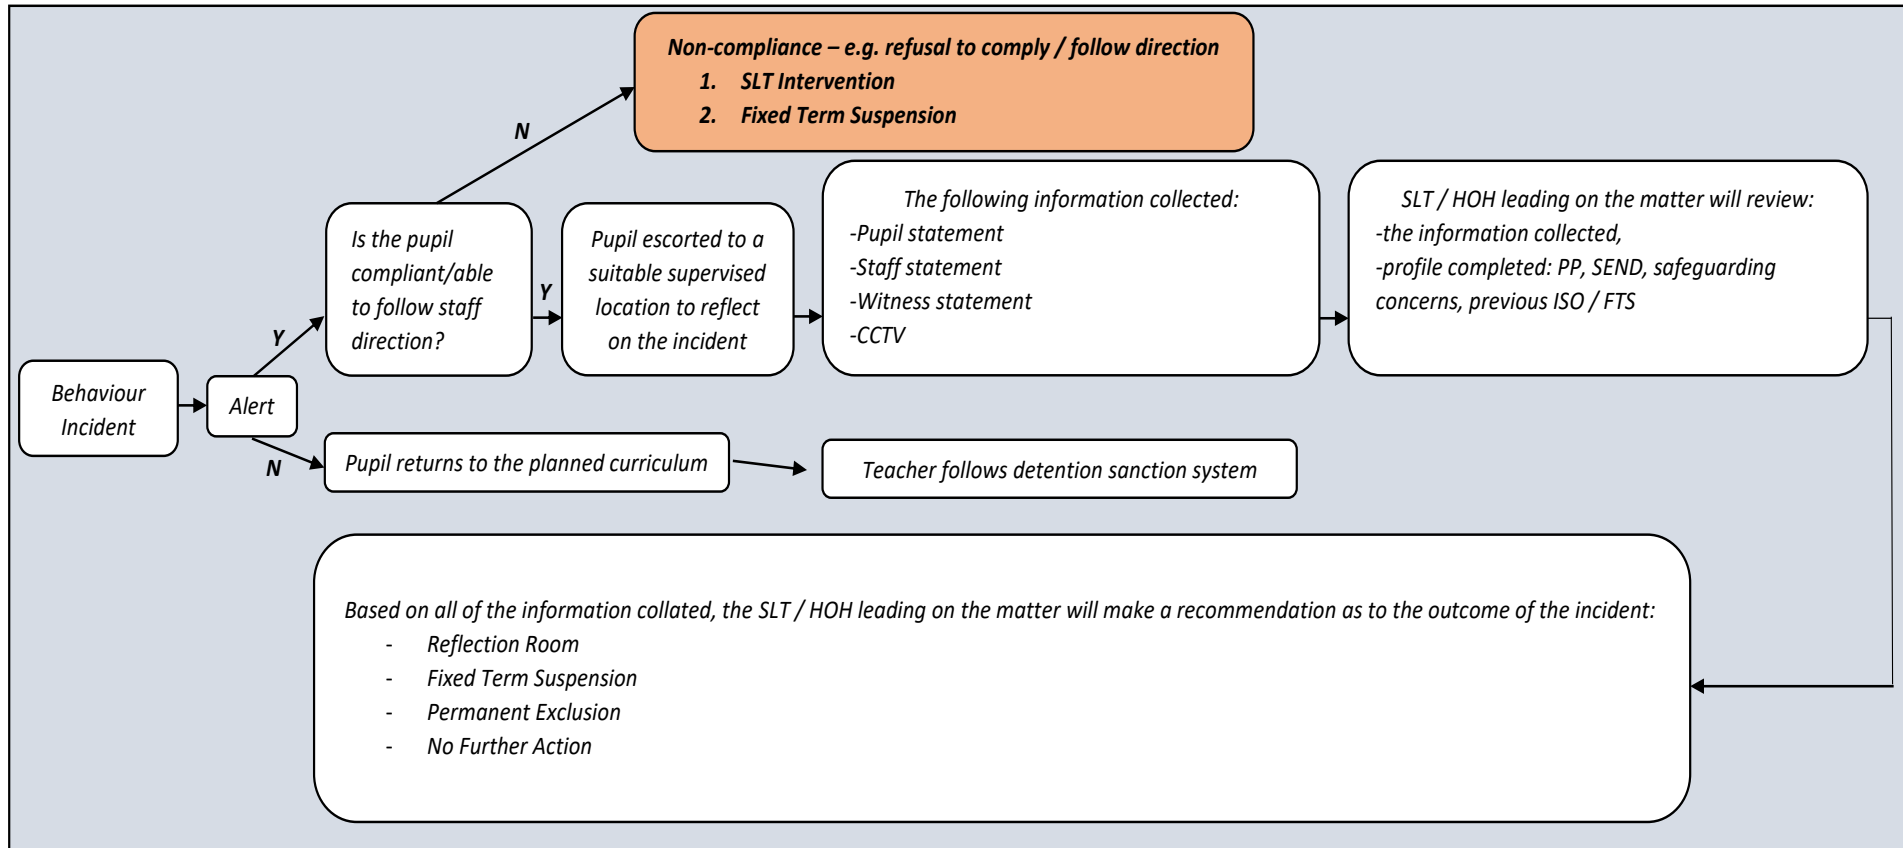 Non-compliance – e.g. refusal to comply / follow direction
1. SLT Intervention
2. Fixed Term Suspension
N
Is the pupil
compliant/able
to follow staff
direction?
Y
Pupil escorted to a
suitable supervised
location to reflect
on the incident
The following information collected:
-Pupil statement
-Staff statement
-Witness statement
-CCTV
SLT / HOH leading on the matter will review:
-the information collected,
-profile completed: PP, SEND, safeguarding
concerns, previous ISO / FTS
Y
Behaviour
Incident
Alert
N
Pupil returns to the planned curriculum
Teacher follows detention sanction system
Based on all of the information collated, the SLT / HOH leading on the matter will make a recommendation as to the outcome of the incident:
- Reflection Room
- Fixed Term Suspension
- Permanent Exclusion
- No Further Action